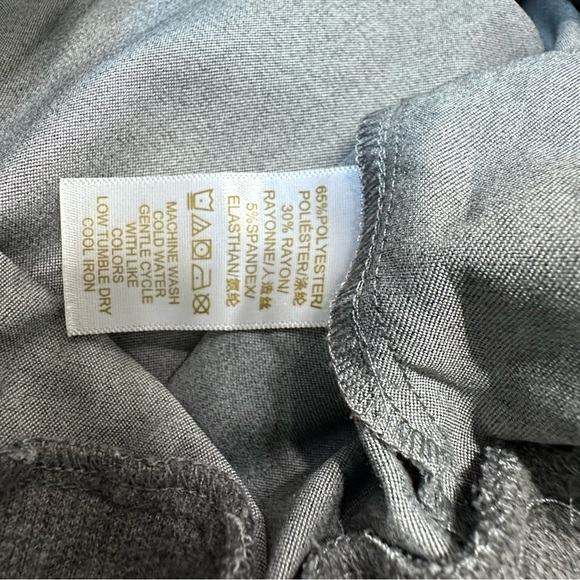 65%POLYESTER/
POLIÉSTER/涤纶
30% RAYON/
RAYONNE/人造丝
5%SPANDEX/
ELASTHAN/氨纶
MACHINE WASH
COLD WATER
GENTLE CYCLE
WITH LIKE
COLORS
LOW TUMBLE DRY
COOL IRON